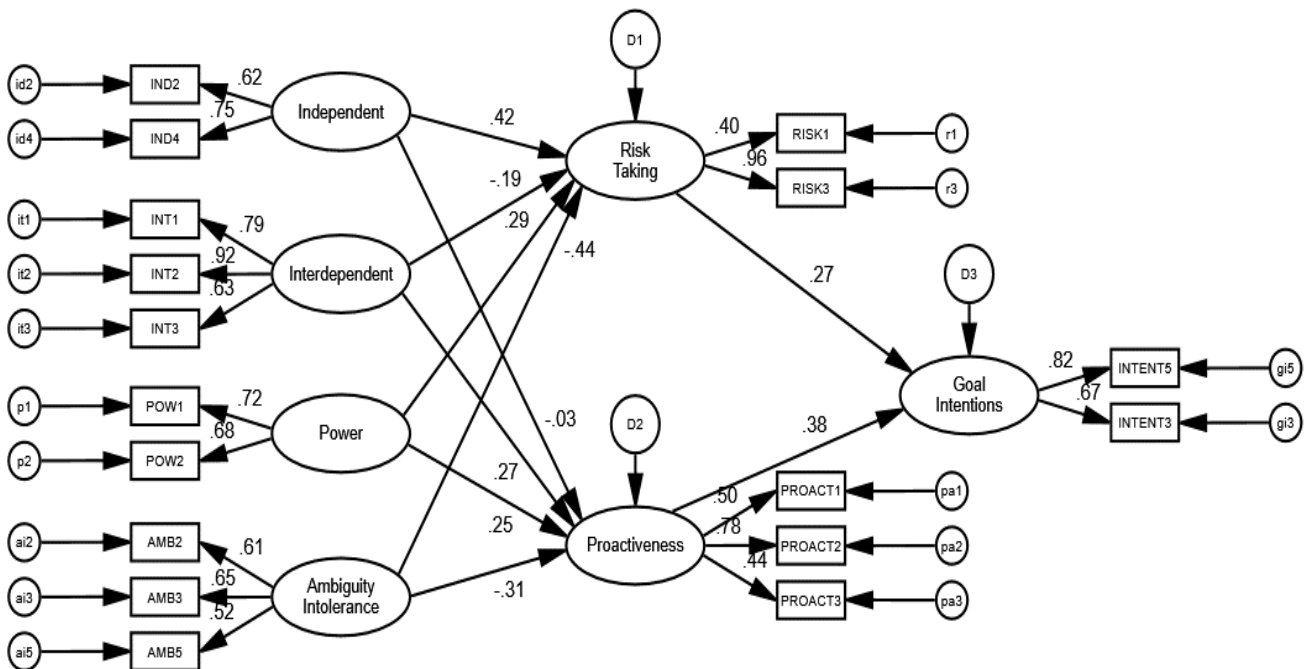 D1
id2
IND2
.62
id4
IND4
.75
Independent
.42
Risk
Taking
.40
RISK1
r1
.96
RISK3
r3
-.19
.29
-.44
it1
INT1
.79
it2
INT2
.92
it3
INT3
.63
Interdependent
.27
D3
Goal
Intentions
.82
INTENT5
gi5
.67
INTENT3
gi3
p1
POW1
.72
p2
POW2
.68
Power
-.03
D2
.38
.27
.25
-.31
Proactiveness
.50
PROACT1
pa1
.78
PROACT2
pa2
.44
PROACT3
pa3
ai2
AMB2
.61
ai3
AMB3
.65
ai5
AMB5
.52
Ambiguity
Intolerance